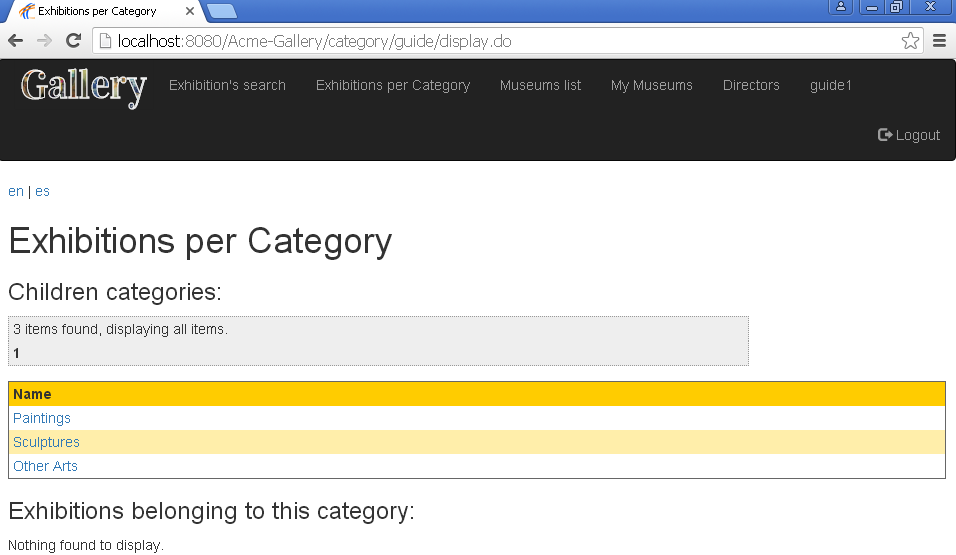 Exhibitions per Category
localhost:8080/Acme-Gallery/category/guide/display.do
Gallery Exhibition's search Exhibitions per Category Museums list My Museums Directors guide1
Logout
en | es
Exhibitions per Category
Children categories:
3 items found, displaying all items.
1
Name
Paintings
Sculptures
Other Arts
Exhibitions belonging to this category:
Nothing found to display.